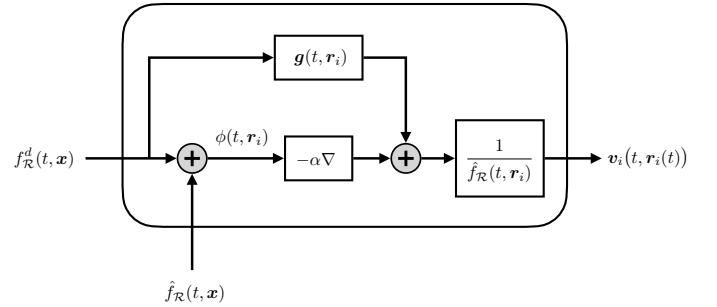 g(t, r_i)
f^d_ℛ(t, x)
+
ϕ(t, r_i)
−α∇
+
1
f̂_ℛ(t, r_i)
v_i(t, r_i(t))
f̂_ℛ(t, x)